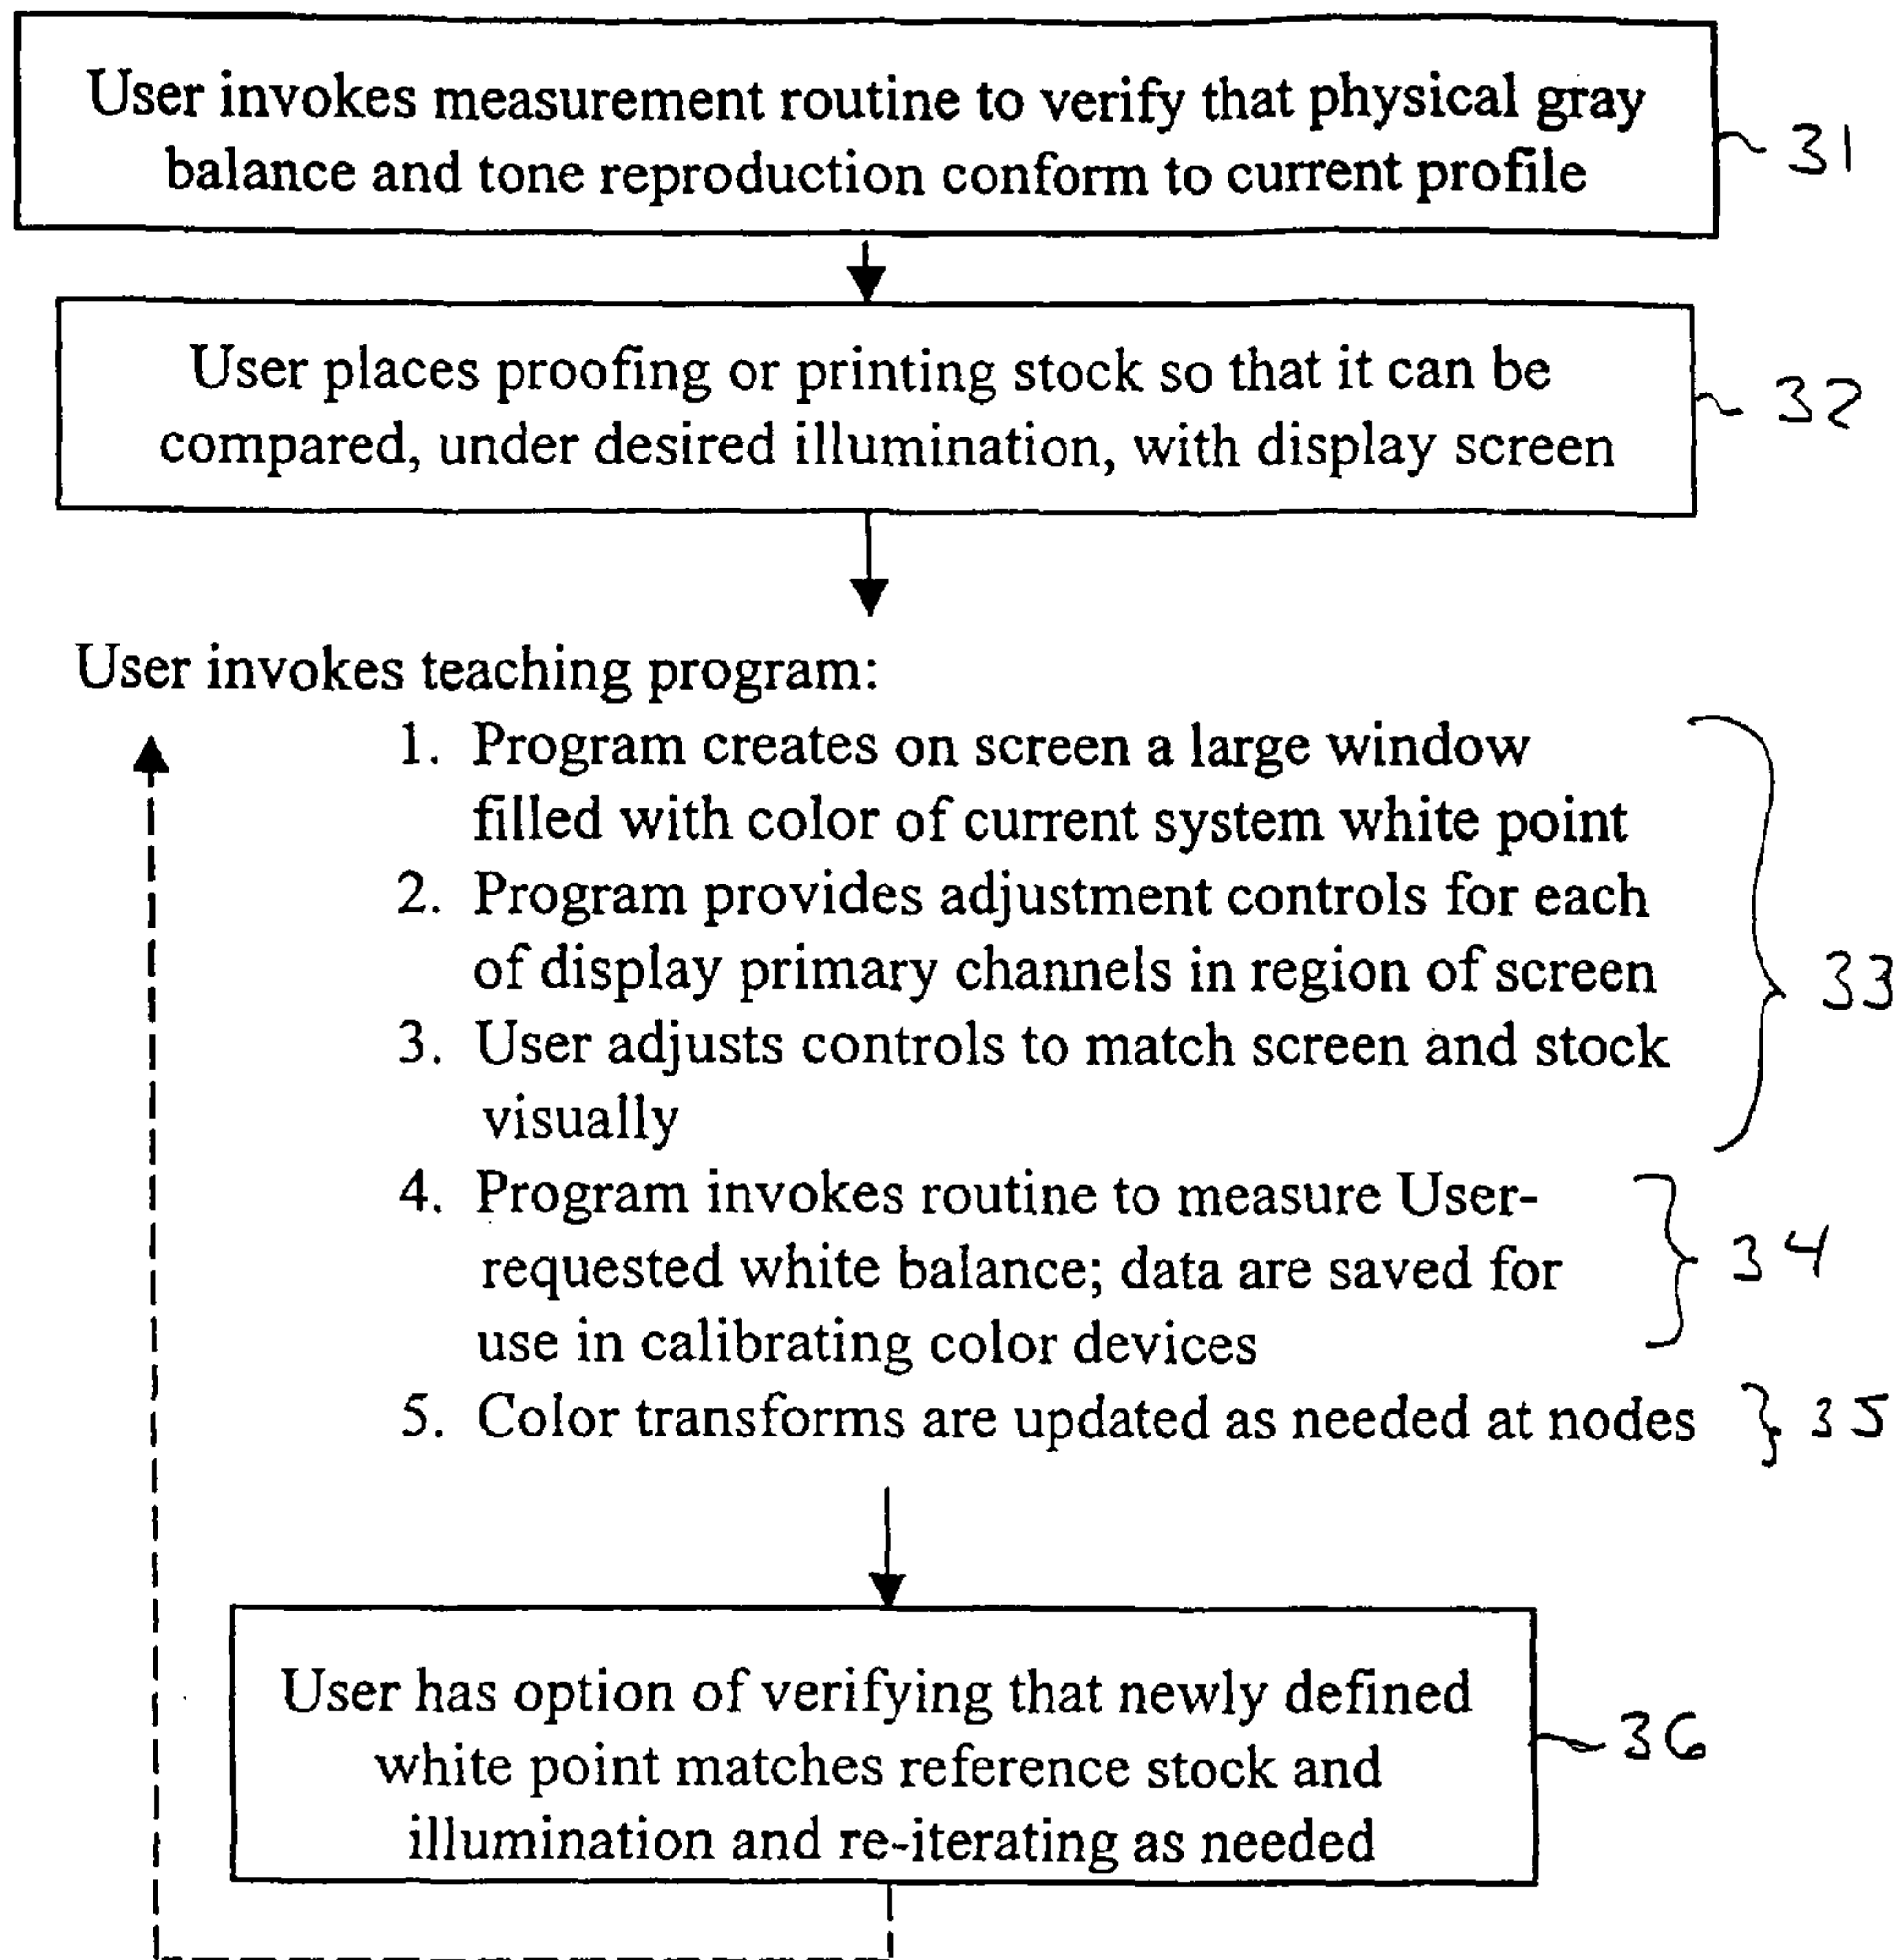 User invokes measurement routine to verify that physical gray
balance and tone reproduction conform to current profile
31
User places proofing or printing stock so that it can be
compared, under desired illumination, with display screen
32
User invokes teaching program:
1. Program creates on screen a large window
filled with color of current system white point
2. Program provides adjustment controls for each
of display primary channels in region of screen
3. User adjusts controls to match screen and stock
visually
33
4. Program invokes routine to measure User-
requested white balance; data are saved for
use in calibrating color devices
34
5. Color transforms are updated as needed at nodes
35
User has option of verifying that newly defined
white point matches reference stock and
illumination and re-iterating as needed
36